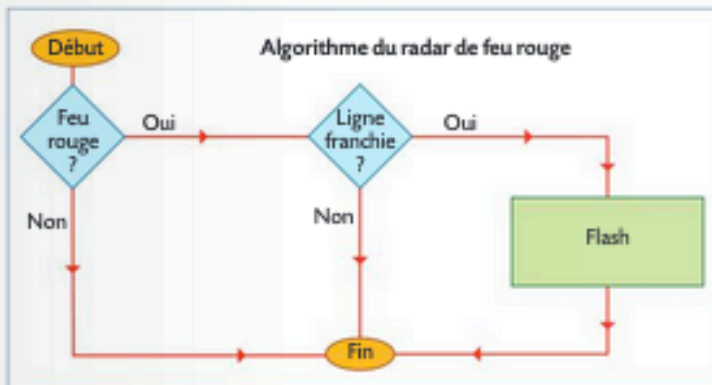 Début
Algorithme du radar de feu rouge
Feu
rouge
?
Oui
Ligne
franchie
?
Oui
Non
Non
Flash
Fin